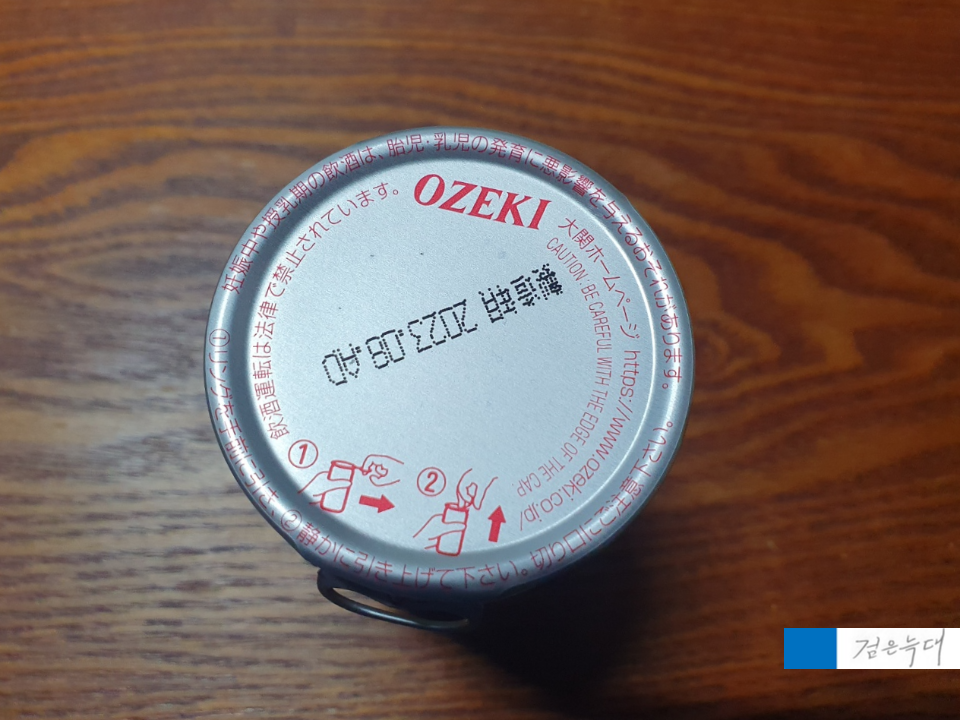 OZEKI
大関ホームページ https://www.ozeki.co.jp/
CAUTION: BE CAREFUL WITH THE EDGE OF THE CAP.
飲酒運転は法律で禁止されています。
妊娠中や授乳期の飲酒は、胎児・乳児の発育に悪影響を与えるおそれがあります。
製造 2023.08
①
②
①リングを手前に引き、②静かに引き上げて下さい。切り口にご注意下さい。
검은늑대